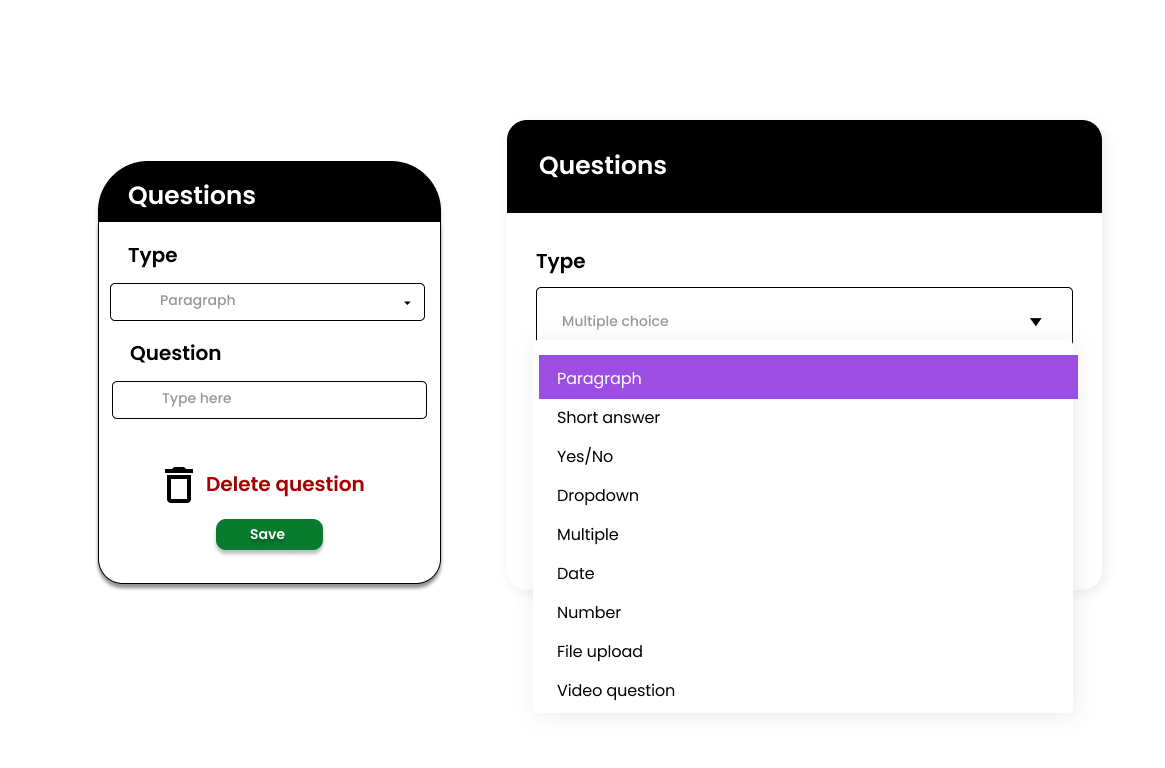 Questions
Type
Paragraph
Question
Type here
Delete question
Save
Questions
Type
Multiple choice
Paragraph
Short answer
Yes/No
Dropdown
Multiple
Date
Number
File upload
Video question